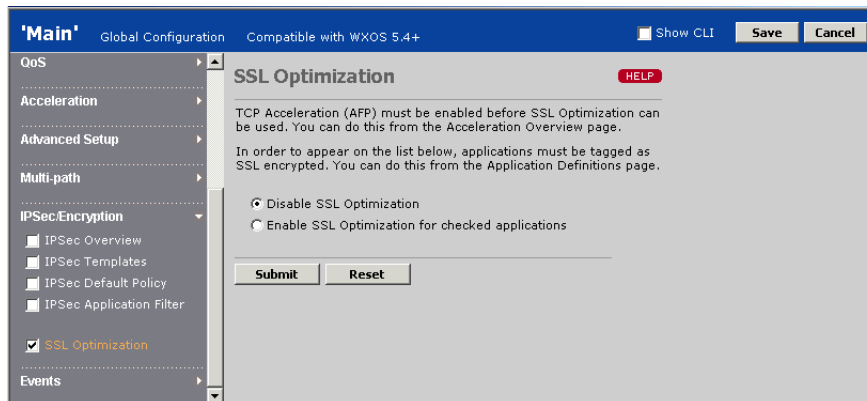 'Main' Global Configuration Compatible with WXOS 5.4+ Show CLI Save Cancel
QoS
Acceleration
Advanced Setup
Multi-path
IPSec/Encryption
IPSec Overview
IPSec Templates
IPSec Default Policy
IPSec Application Filter
SSL Optimization
Events
SSL Optimization HELP
TCP Acceleration (AFP) must be enabled before SSL Optimization can
be used. You can do this from the Acceleration Overview page.
In order to appear on the list below, applications must be tagged as
SSL encrypted. You can do this from the Application Definitions page.
Disable SSL Optimization
Enable SSL Optimization for checked applications
Submit Reset